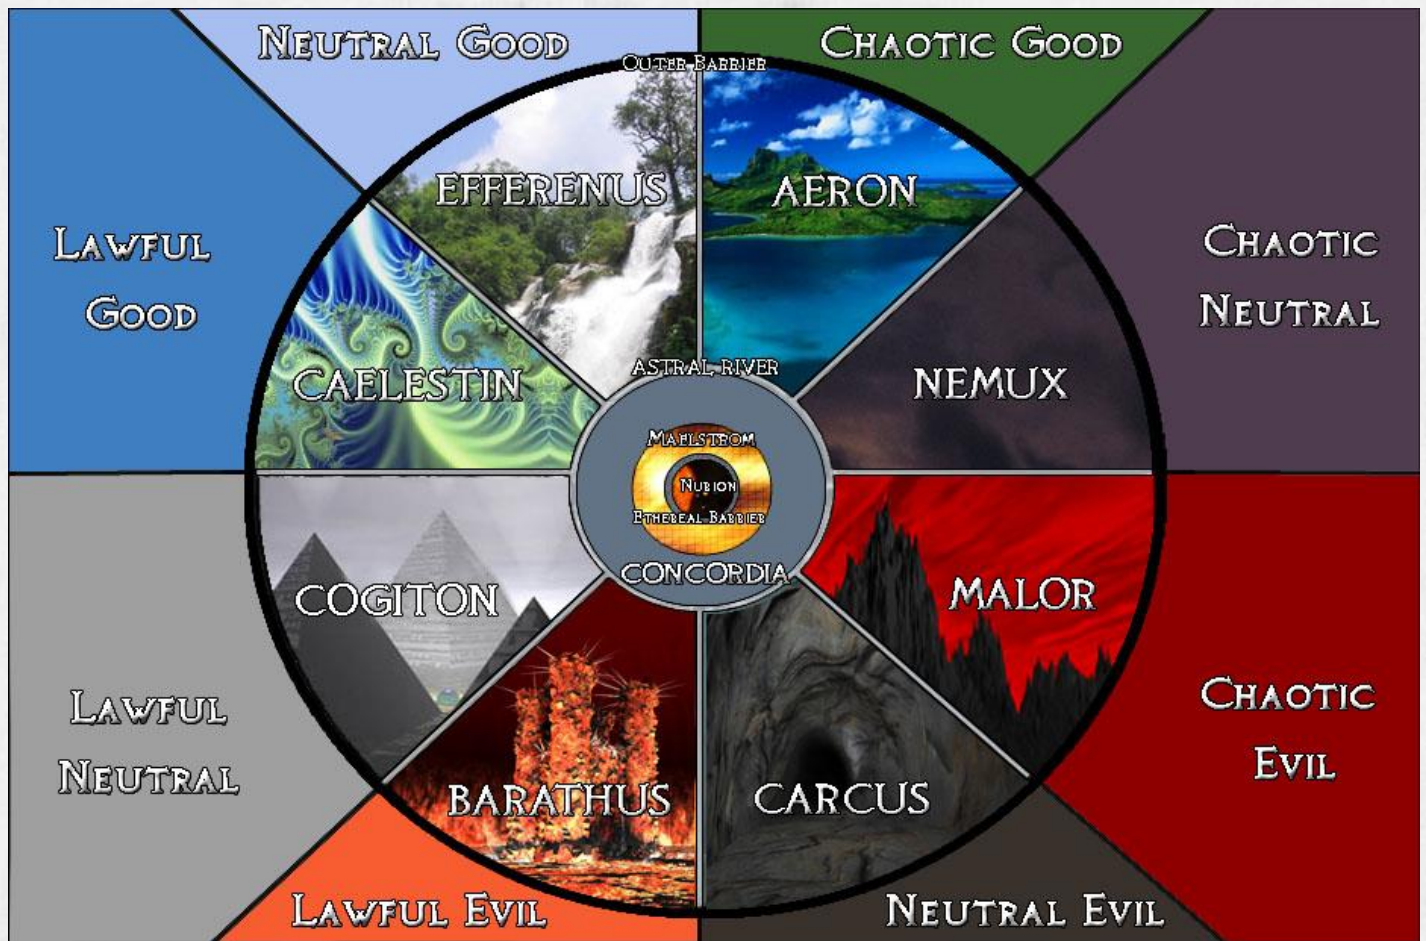 NEUTRAL GOOD
CHAOTIC GOOD
OUTER BARRIER
EFFERENUS
AERON
LAWFUL
GOOD
CHAOTIC
NEUTRAL
CAELESTIN
ASTRAL RIVER
NEMUX
MAELSTROM
NUBION
ETHEREAL BARRIER
CONCORDIA
COGITON
MALOR
LAWFUL
NEUTRAL
CHAOTIC
EVIL
BARATHUS
CARCUS
LAWFUL EVIL
NEUTRAL EVIL